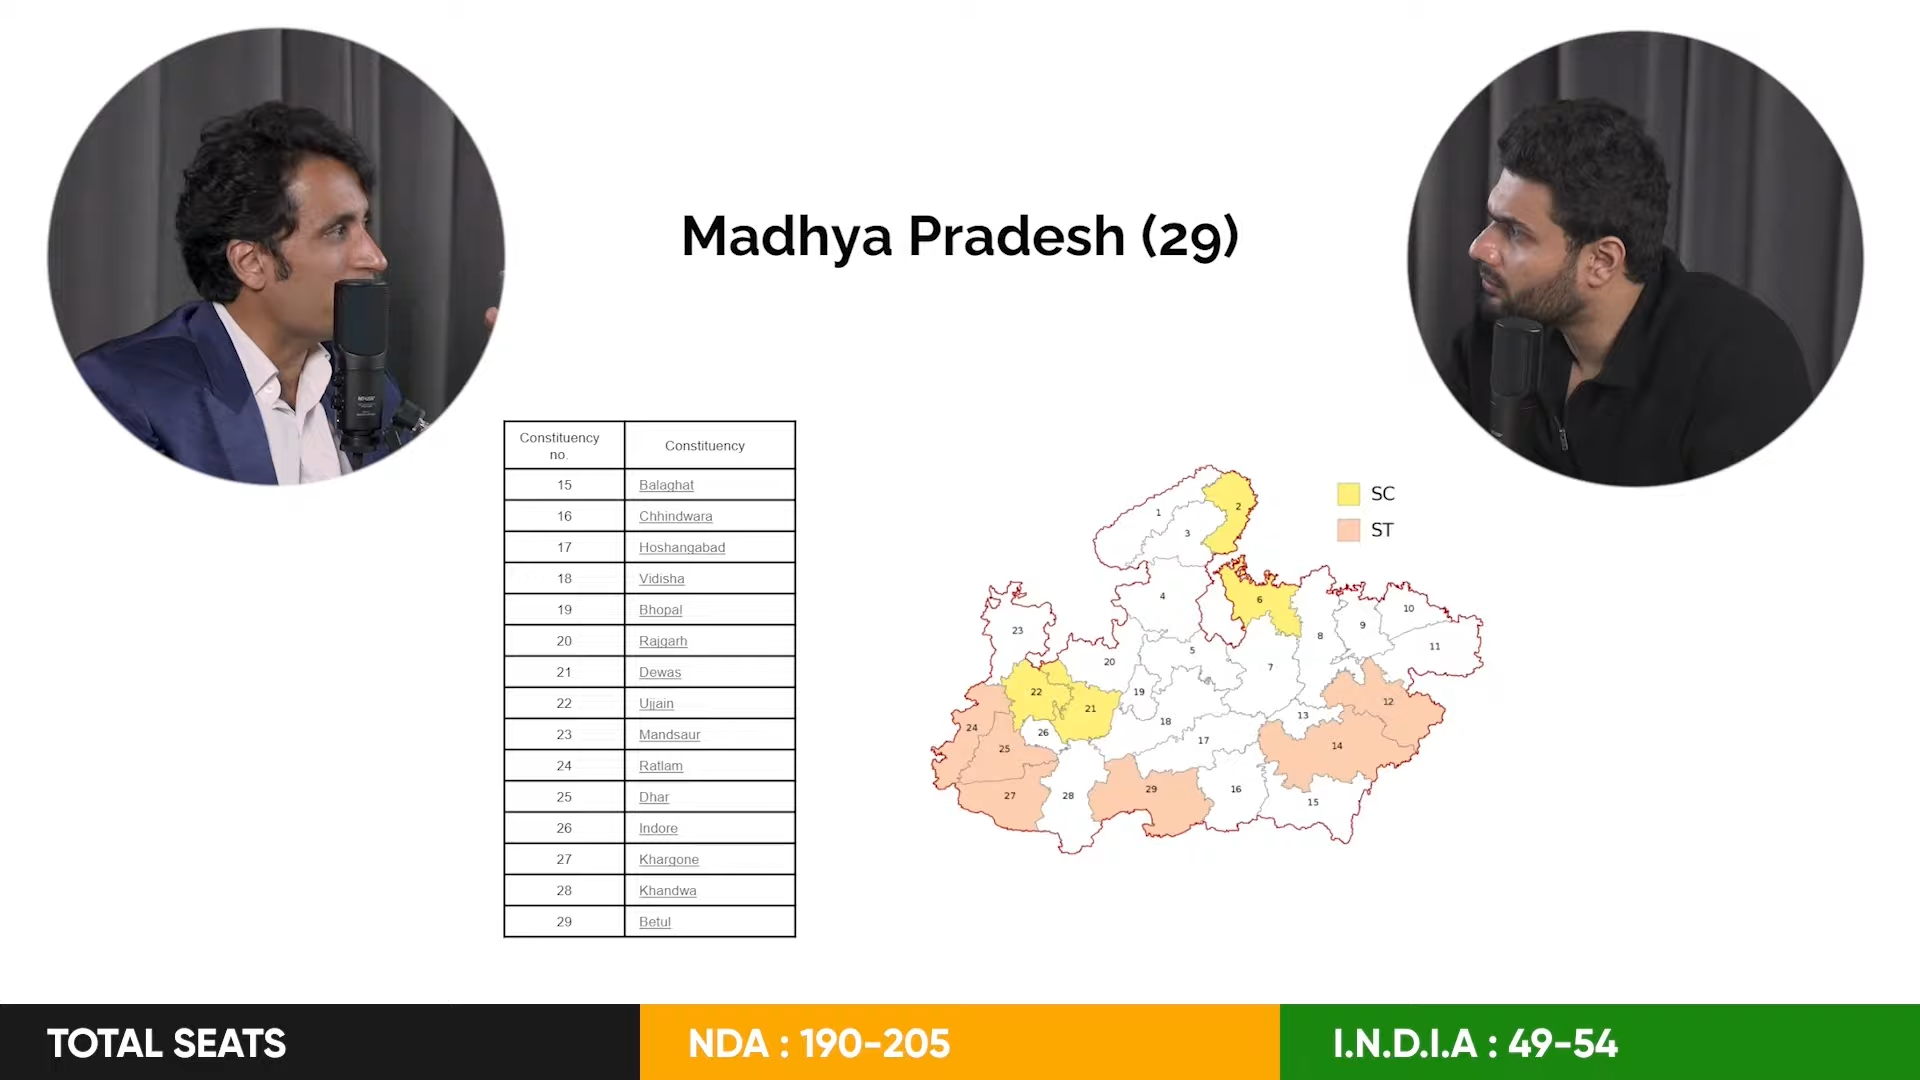 Madhya Pradesh (29)
Constituency no. Constituency
15 Balaghat
16 Chhindwara
17 Hoshangabad
18 Vidisha
19 Bhopal
20 Rajgarh
21 Dewas
22 Ujjain
23 Mandsaur
24 Ratlam
25 Dhar
26 Indore
27 Khargone
28 Khandwa
29 Betul
SC
ST
1
2
3
4
6
10
9
23
8
11
5
20
7
22
19
12
21
13
18
24
26
17
14
25
29
16
27
28
15
TOTAL SEATS
NDA : 190-205
I.N.D.I.A : 49-54